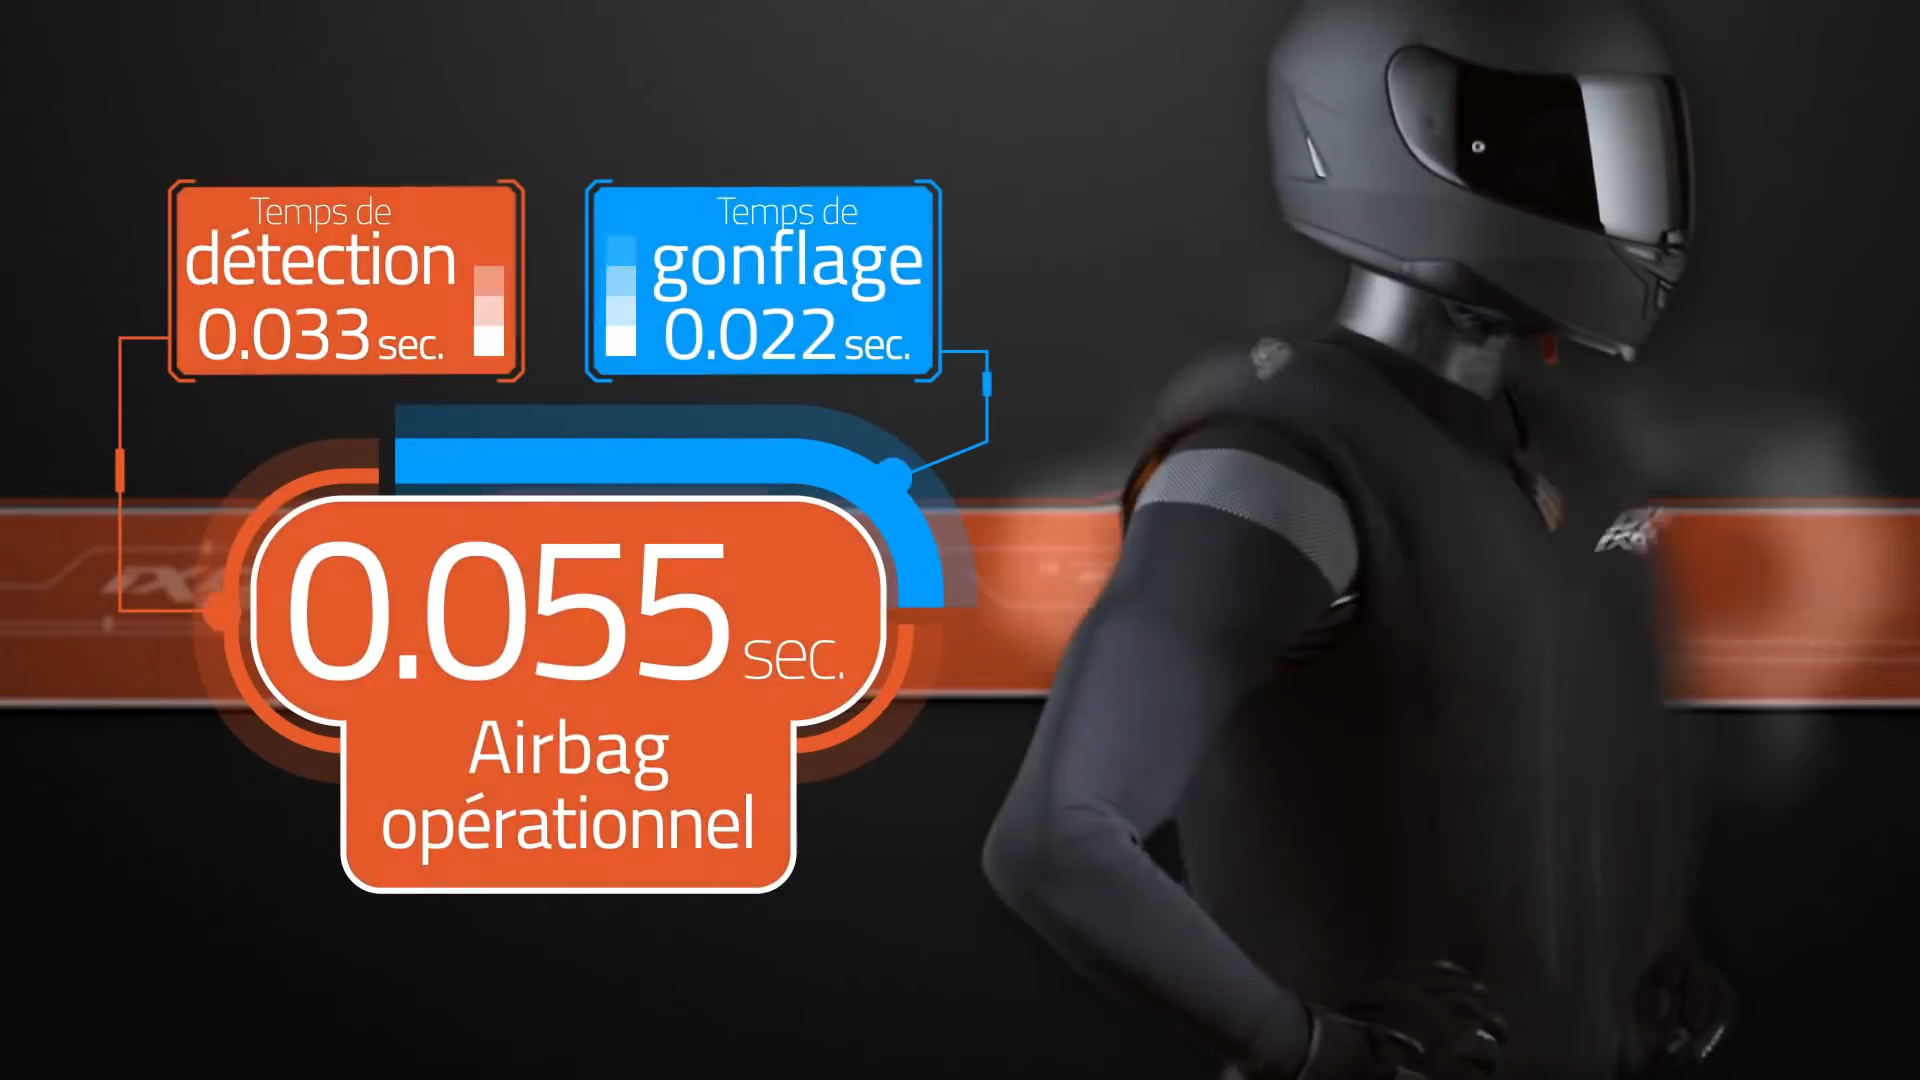 Temps de
détection
0.033 sec.
Temps de
gonflage
0.022 sec.
0.055 sec.
Airbag
opérationnel